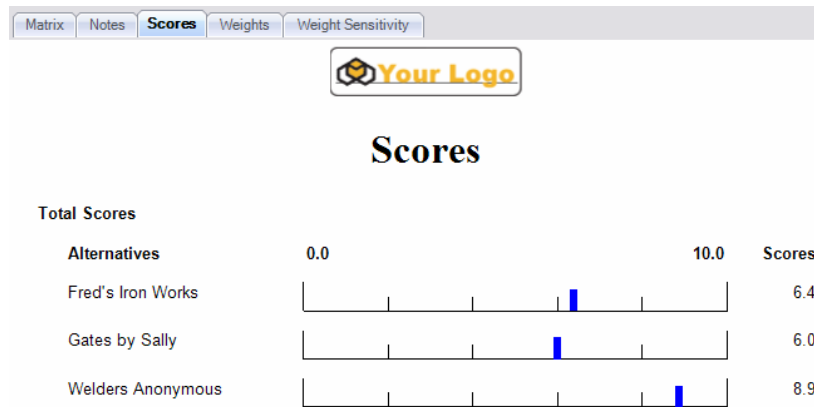 Matrix Notes Scores Weights Weight Sensitivity
Your Logo
Scores
Total Scores
Alternatives 0.0 10.0 Scores
Fred's Iron Works 6.4
Gates by Sally 6.0
Welders Anonymous 8.9